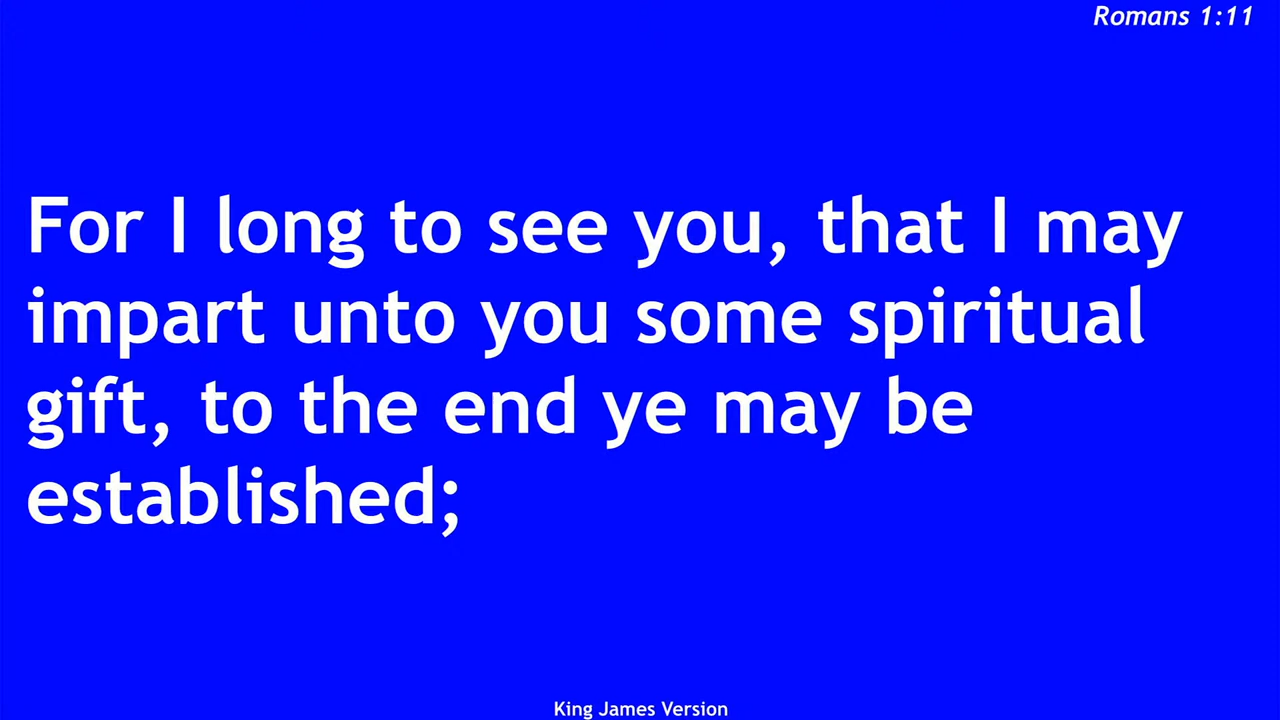 Romans 1:11
For I long to see you, that I may
impart unto you some spiritual
gift, to the end ye may be
established;
King James Version